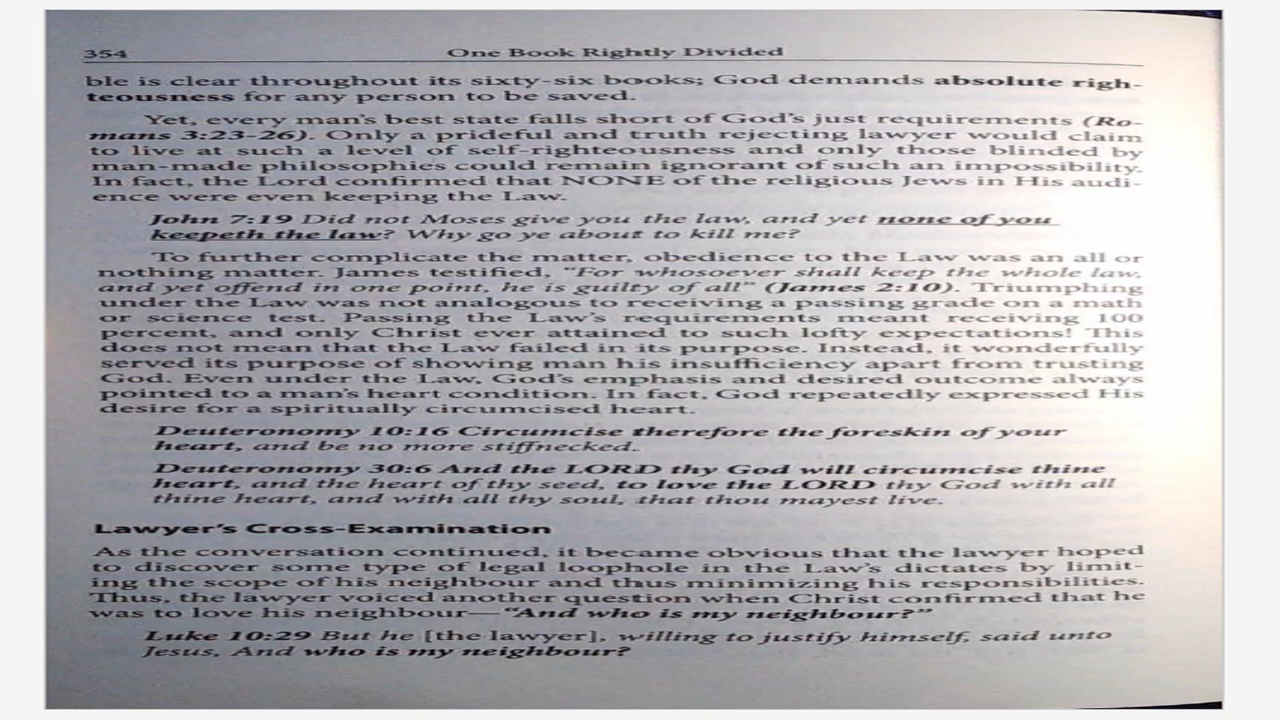 354 One Book Rightly Divided
ble is clear throughout its sixty-six books; God demands absolute righ-
teousness for any person to be saved.
Yet, every man's best state falls short of God's just requirements (Ro-
mans 3:23–26). Only a prideful and truth rejecting lawyer would claim
to live at such a level of self-righteousness and only those blinded by
man-made philosophies could remain ignorant of such an impossibility.
In fact, the Lord confirmed that NONE of the religious Jews in His audi-
ence were even keeping the Law.
John 7:19 Did not Moses give you the law, and yet none of you
keepeth the law? Why go ye about to kill me?
To further complicate the matter, obedience to the Law was an all or
nothing matter. James testified, "For whosoever shall keep the whole law,
and yet offend in one point, he is guilty of all" (James 2:10). Triumphing
under the Law was not analogous to receiving a passing grade on a math
or science test. Passing the Law's requirements meant receiving 100
percent, and only Christ ever attained to such lofty expectations! This
does not mean that the Law failed in its purpose. Instead, it wonderfully
served its purpose of showing man his insufficiency apart from trusting
God. Even under the Law, God's emphasis and desired outcome always
pointed to a man's heart condition. In fact, God repeatedly expressed His
desire for a spiritually circumcised heart.
Deuteronomy 10:16 Circumcise therefore the foreskin of your
heart, and be no more stiffnecked.
Deuteronomy 30:6 And the LORD thy God will circumcise thine
heart, and the heart of thy seed, to love the LORD thy God with all
thine heart, and with all thy soul, that thou mayest live.
Lawyer's Cross-Examination
As the conversation continued, it became obvious that the lawyer hoped
to discover some type of legal loophole in the Law's dictates by limit-
ing the scope of his neighbour and thus minimizing his responsibilities.
Thus, the lawyer voiced another question when Christ confirmed that he
was to love his neighbour—"And who is my neighbour?"
Luke 10:29 But he [the lawyer], willing to justify himself, said unto
Jesus, And who is my neighbour?